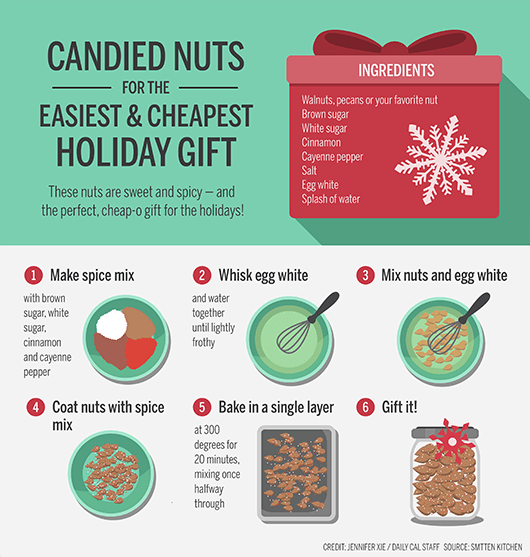 CANDIED NUTS
FOR THE
EASIEST & CHEAPEST
HOLIDAY GIFT
These nuts are sweet and spicy — and
the perfect, cheap-o gift for the holidays!
INGREDIENTS
Walnuts, pecans or your favorite nut
Brown sugar
White sugar
Cinnamon
Cayenne pepper
Salt
Egg white
Splash of water
1 Make spice mix
with brown
sugar, white
sugar,
cinnamon
and cayenne
pepper
2 Whisk egg white
and water
together
until lightly
frothy
3 Mix nuts and egg white
4 Coat nuts with spice
mix
5 Bake in a single layer
at 300
degrees for
20 minutes,
mixing once
halfway
through
6 Gift it!
CREDIT: JENNIFER XIE / DAILY CAL STAFF SOURCE: SMTTEN KITCHEN